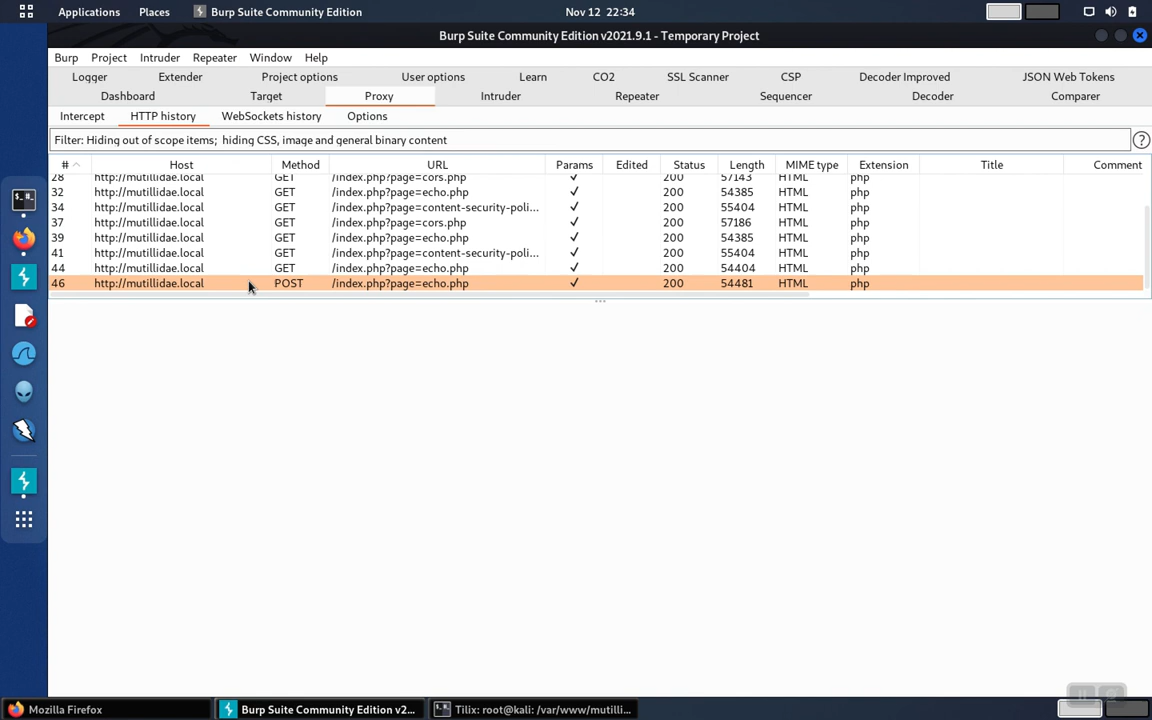 Applications Places Burp Suite Community Edition Nov 12 22:34
Burp Suite Community Edition v2021.9.1 - Temporary Project
Burp Project Intruder Repeater Window Help
Logger Extender Project options User options Learn CO2 SSL Scanner CSP Decoder Improved JSON Web Tokens
Dashboard Target Proxy Intruder Repeater Sequencer Decoder Comparer
Intercept HTTP history WebSockets history Options
Filter: Hiding out of scope items; hiding CSS, image and general binary content ?
# Host Method URL Params Edited Status Length MIME type Extension Title Comment
28 http://mutillidae.local GET /index.php?page=cors.php ✓ 200 57143 HTML php
32 http://mutillidae.local GET /index.php?page=echo.php ✓ 200 54385 HTML php
34 http://mutillidae.local GET /index.php?page=content-security-poli... ✓ 200 55404 HTML php
37 http://mutillidae.local GET /index.php?page=cors.php ✓ 200 57186 HTML php
39 http://mutillidae.local GET /index.php?page=echo.php ✓ 200 54385 HTML php
41 http://mutillidae.local GET /index.php?page=content-security-poli... ✓ 200 55404 HTML php
44 http://mutillidae.local GET /index.php?page=echo.php ✓ 200 54404 HTML php
46 http://mutillidae.local POST /index.php?page=echo.php ✓ 200 54481 HTML php
Mozilla Firefox Burp Suite Community Edition v2... Tilix: root@kali: /var/www/mutilli...